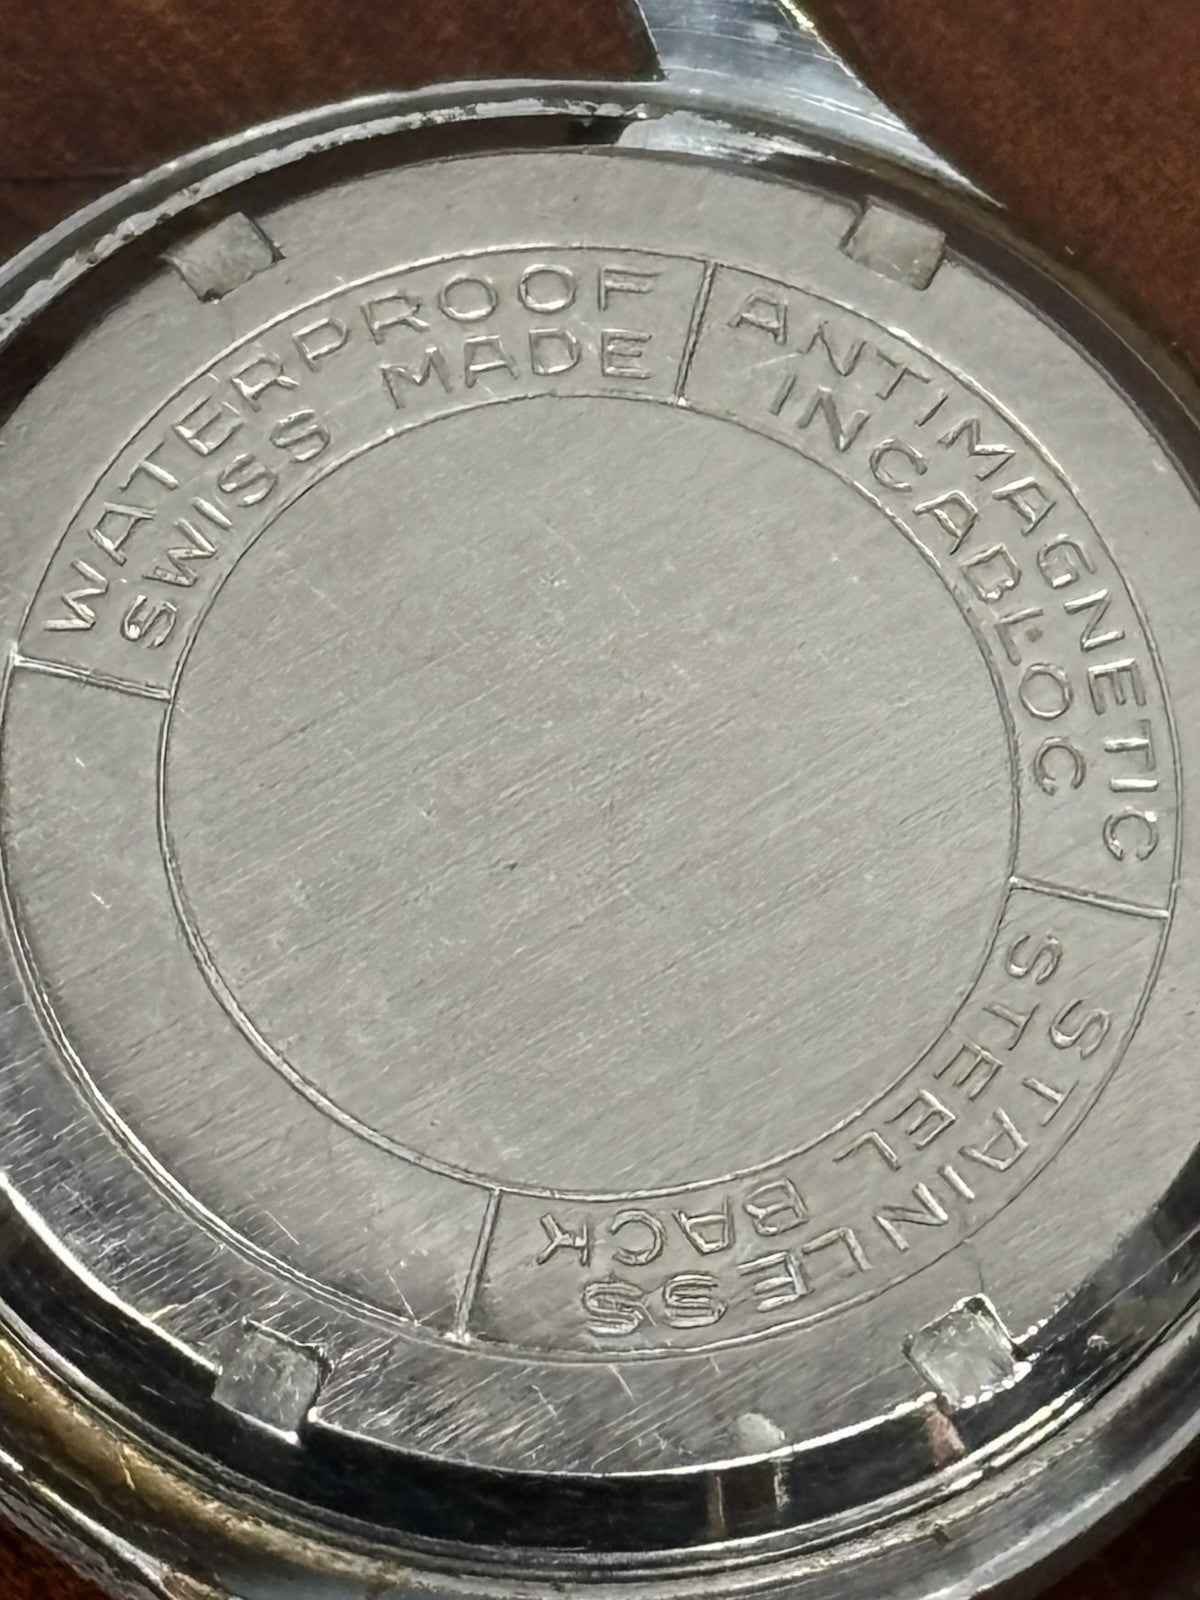 WATERPROOF
SWISS MADE
ANTIMAGNETIC
INCABLOC
STAINLESS
STEEL BACK